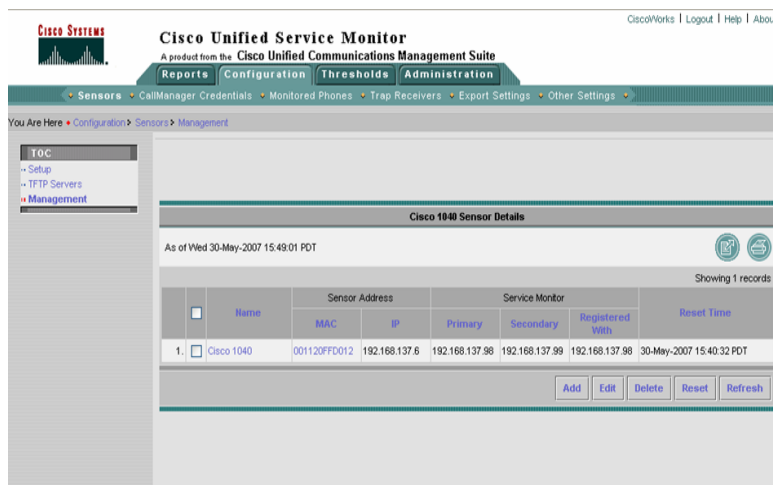 CiscoWorks | Logout | Help | Abou
CISCO SYSTEMS
Cisco Unified Service Monitor
A product from the Cisco Unified Communications Management Suite
Reports Configuration Thresholds Administration
Sensors CallManager Credentials Monitored Phones Trap Receivers Export Settings Other Settings
You Are Here • Configuration > Sensors > Management
TOC
Setup
TFTP Servers
Management
Cisco 1040 Sensor Details
As of Wed 30-May-2007 15:49:01 PDT
Showing 1 records
Name Sensor Address Service Monitor Reset Time
MAC IP Primary Secondary Registered With
1. Cisco 1040 001120FFD012 192.168.137.6 192.168.137.98 192.168.137.99 192.168.137.98 30-May-2007 15:40:32 PDT
Add Edit Delete Reset Refresh